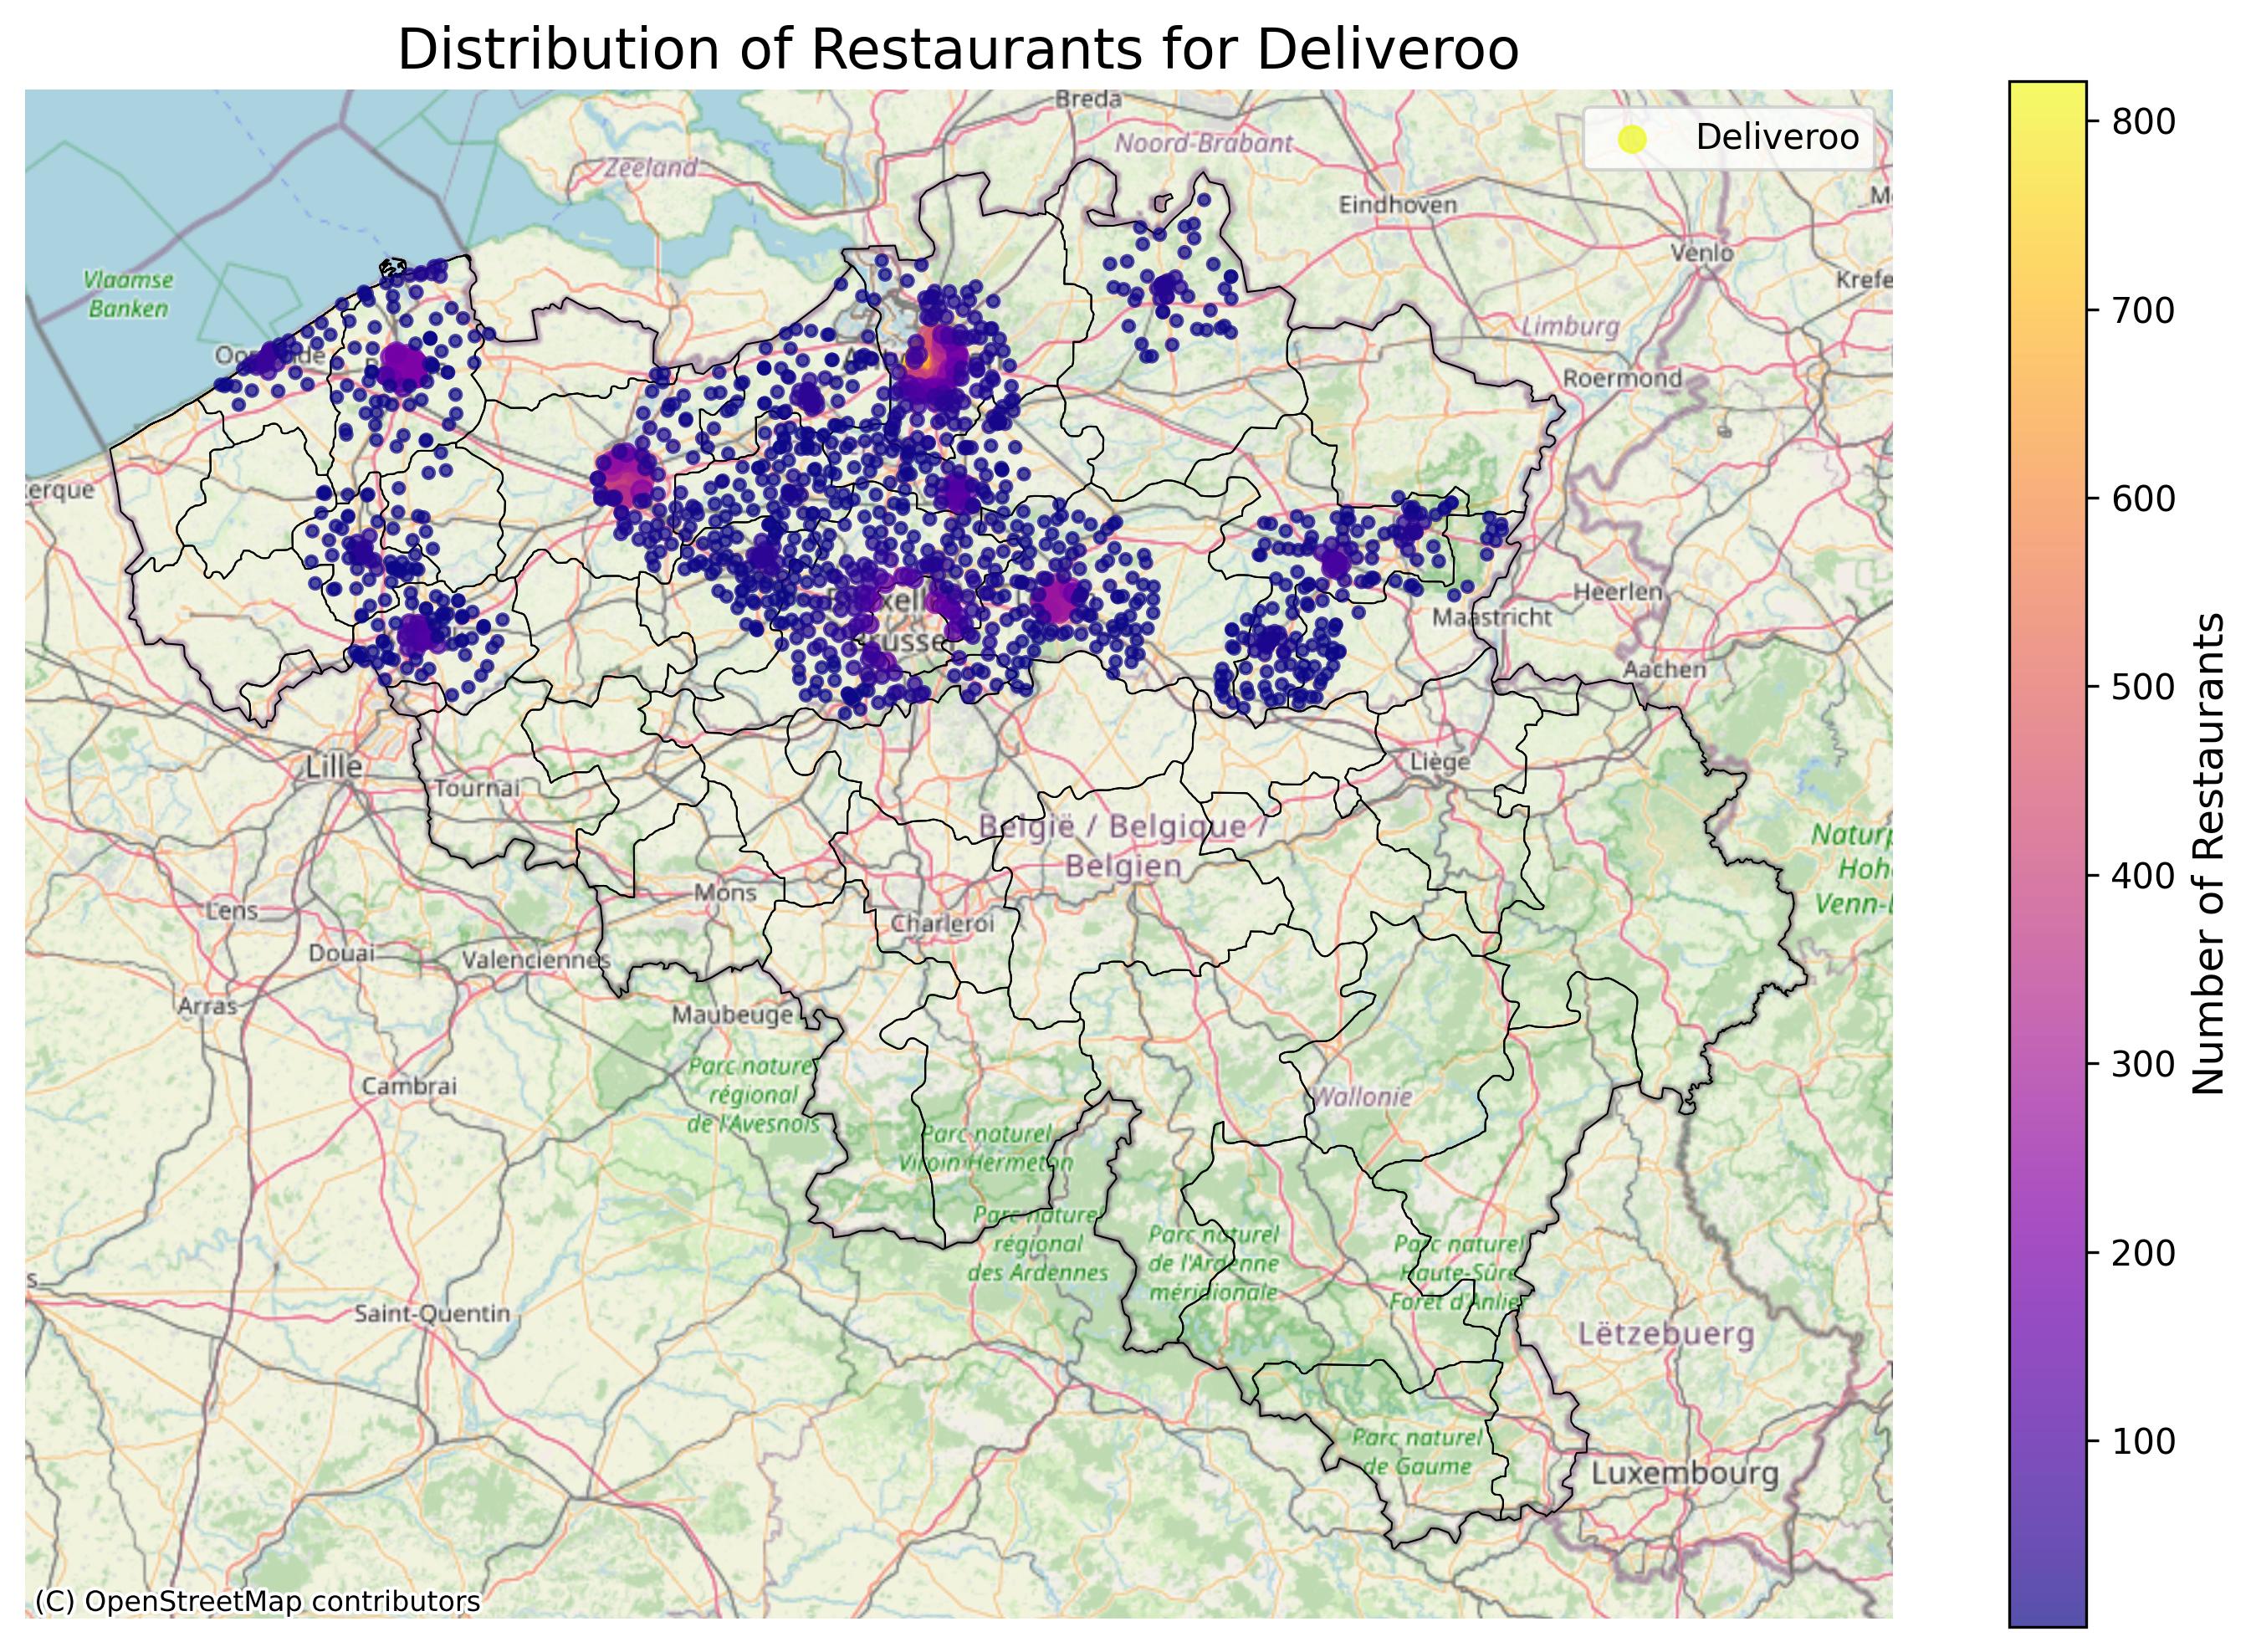 Distribution of Restaurants for Deliveroo
Deliveroo
Breda
Noord-Brabant
Zeeland
Eindhoven
Venlo
Krefe
Vlaamse
Banken
Limburg
Roermond
erque
Heerlen
Maastricht
Aachen
Lille
Tournai
Liège
België / Belgique /
Belgien
Natur
Hoh
Venn-
Mons
Lens
Charleroi
Douai
Valenciennes
Arras
Maubeuge
Cambrai
Parc nature
régional
de l'Avesnois
Wallonie
Parc naturel
Viroin-Hermeton
Parc naturel
régional
des Ardennes
Parc naturel
de l'Ardenne
méridionale
Parc naturel
Haute-Sûre
Forêt d'Anlie
s
Saint-Quentin
Lëtzebuerg
Parc naturel
de Gaume
Luxembourg
(C) OpenStreetMap contributors
800
700
600
500
400
300
200
100
Number of Restaurants